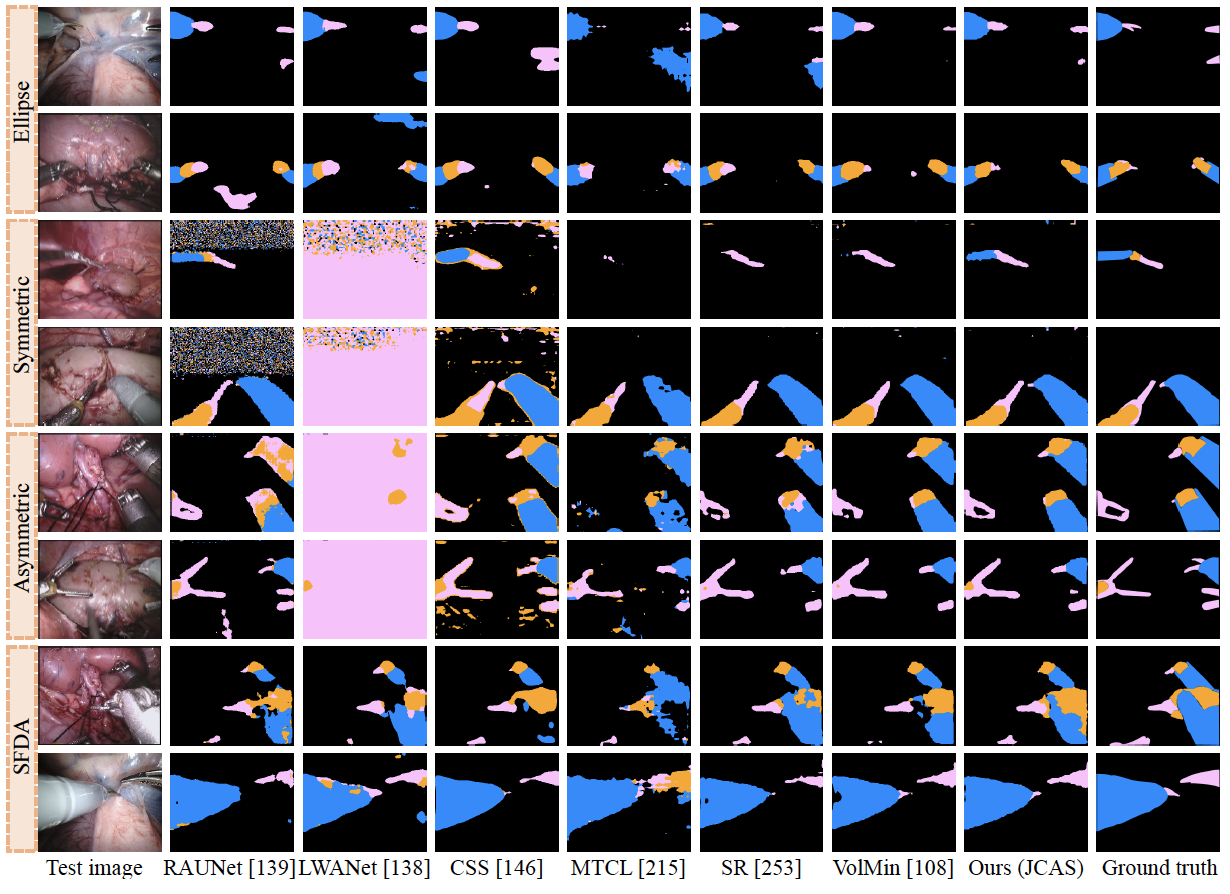 Ellipse
Symmetric
Asymmetric
SFDA
Test image RAUNet [139] LWANet [138] CSS [146] MTCL [215] SR [253] VolMin [108] Ours (JCAS) Ground truth